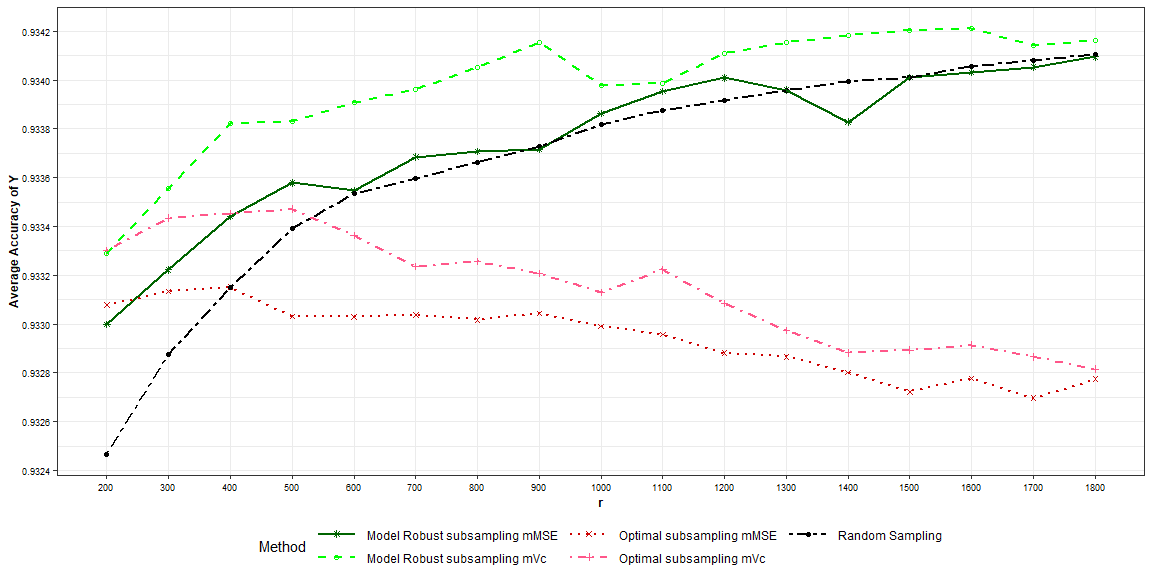 Average Accuracy of Y
0.9342
0.9340
0.9338
0.9336
0.9334
0.9332
0.9330
0.9328
0.9326
0.9324
200 300 400 500 600 700 800 900 1000 1100 1200 1300 1400 1500 1600 1700 1800
r
Method
Model Robust subsampling mMSE Optimal subsampling mMSE Random Sampling
Model Robust subsampling mVc Optimal subsampling mVc